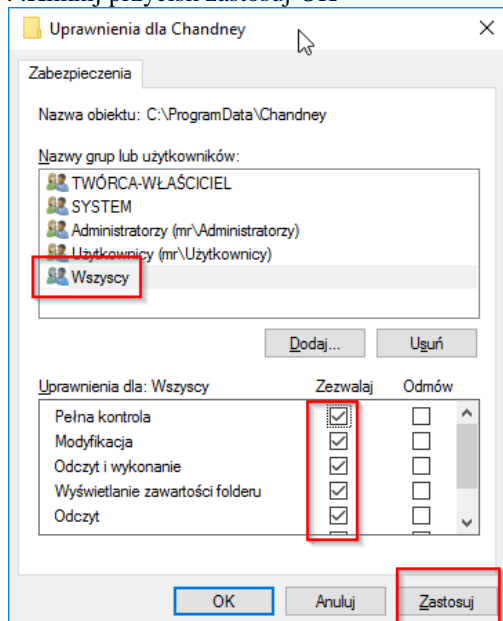 Uprawnienia dla Chandney
Zabezpieczenia
Nazwa obiektu: C:\ProgramData\Chandney
Nazwy grup lub użytkowników:
TWÓRCA-WŁAŚCICIEL
SYSTEM
Administratorzy (mr\Administratorzy)
Użytkownicy (mr\Użytkownicy)
Wszyscy
Dodaj... Usuń
Uprawnienia dla: Wszyscy Zezwalaj Odmów
Pełna kontrola
Modyfikacja
Odczyt i wykonanie
Wyświetlanie zawartości folderu
Odczyt
OK Anuluj Zastosuj